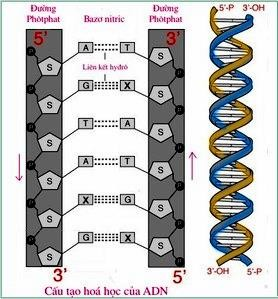 Đường
Phôtphat
Bazơ nitric
Đường
Phôtphat
5'
3'
Liên kết hyđrô
S A T S
S G X S
S A T S
S T A S
S A T S
S X G S
S G X S
P P P P P P
3'
5'
Cấu tạo hoá học của ADN
5'-P 3'-OH
3'-OH 5'-P